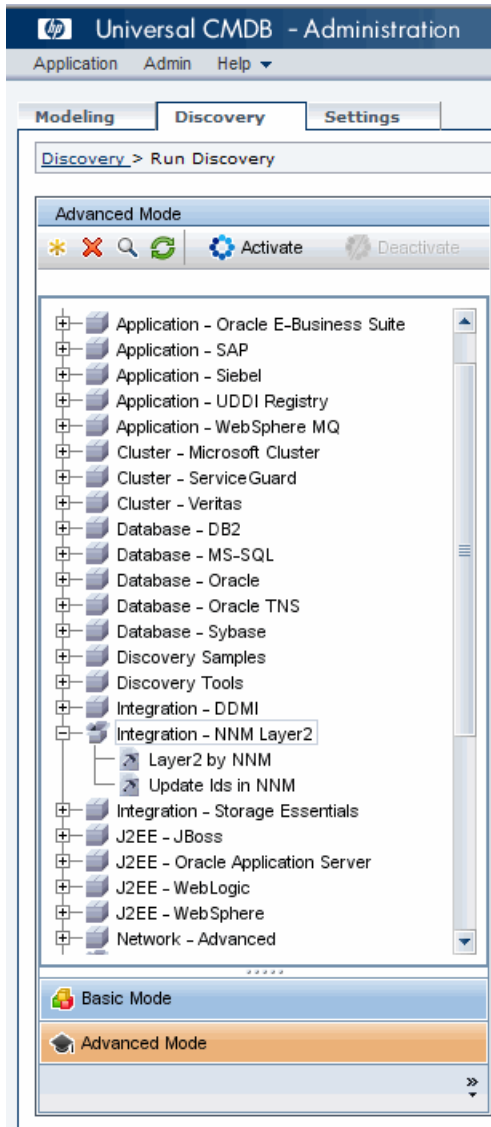 hp Universal CMDB - Administration
Application Admin Help
Modeling Discovery Settings
Discovery > Run Discovery
Advanced Mode
Activate Deactivate
Application - Oracle E-Business Suite
Application - SAP
Application - Siebel
Application - UDDI Registry
Application - WebSphere MQ
Cluster - Microsoft Cluster
Cluster - ServiceGuard
Cluster - Veritas
Database - DB2
Database - MS-SQL
Database - Oracle
Database - Oracle TNS
Database - Sybase
Discovery Samples
Discovery Tools
Integration - DDMI
Integration - NNM Layer2
Layer2 by NNM
Update Ids in NNM
Integration - Storage Essentials
J2EE - JBoss
J2EE - Oracle Application Server
J2EE - WebLogic
J2EE - WebSphere
Network - Advanced
Basic Mode
Advanced Mode
»